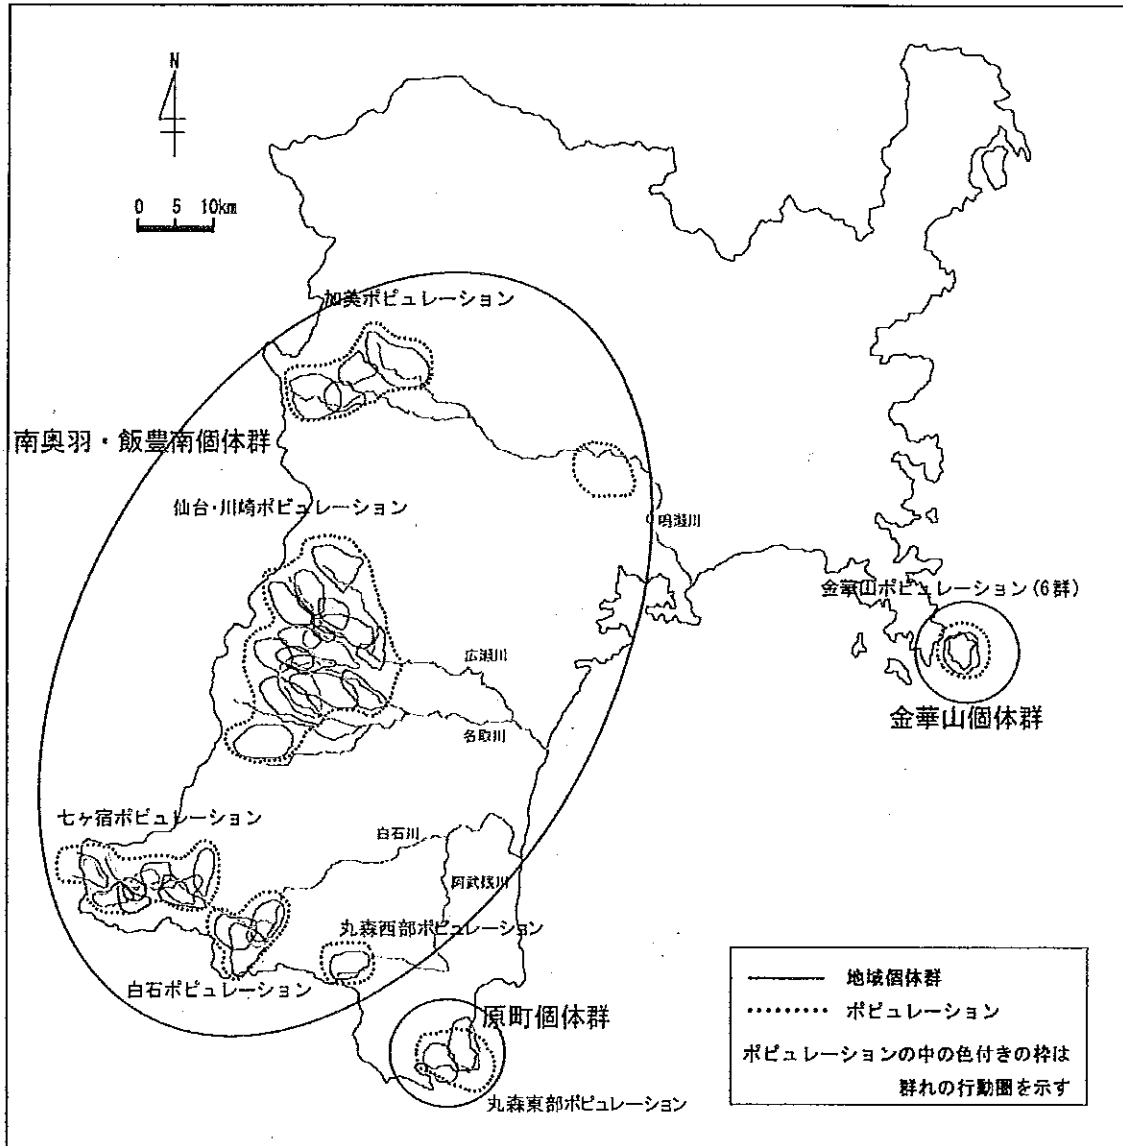 N
0 5 10km
加美ポピュレーション
南奥羽・飯豊南個体群
仙台・川崎ポピュレーション
鳴瀬川
金華山ポピュレーション(6群)
広瀬川
金華山個体群
名取川
七ヶ宿ポピュレーション
白石川
阿武隈川
丸森西部ポピュレーション
白石ポピュレーション
原町個体群
丸森東部ポピュレーション
地域個体群
ポピュレーション
ポピュレーションの中の色付きの枠は
群れの行動圏を示す